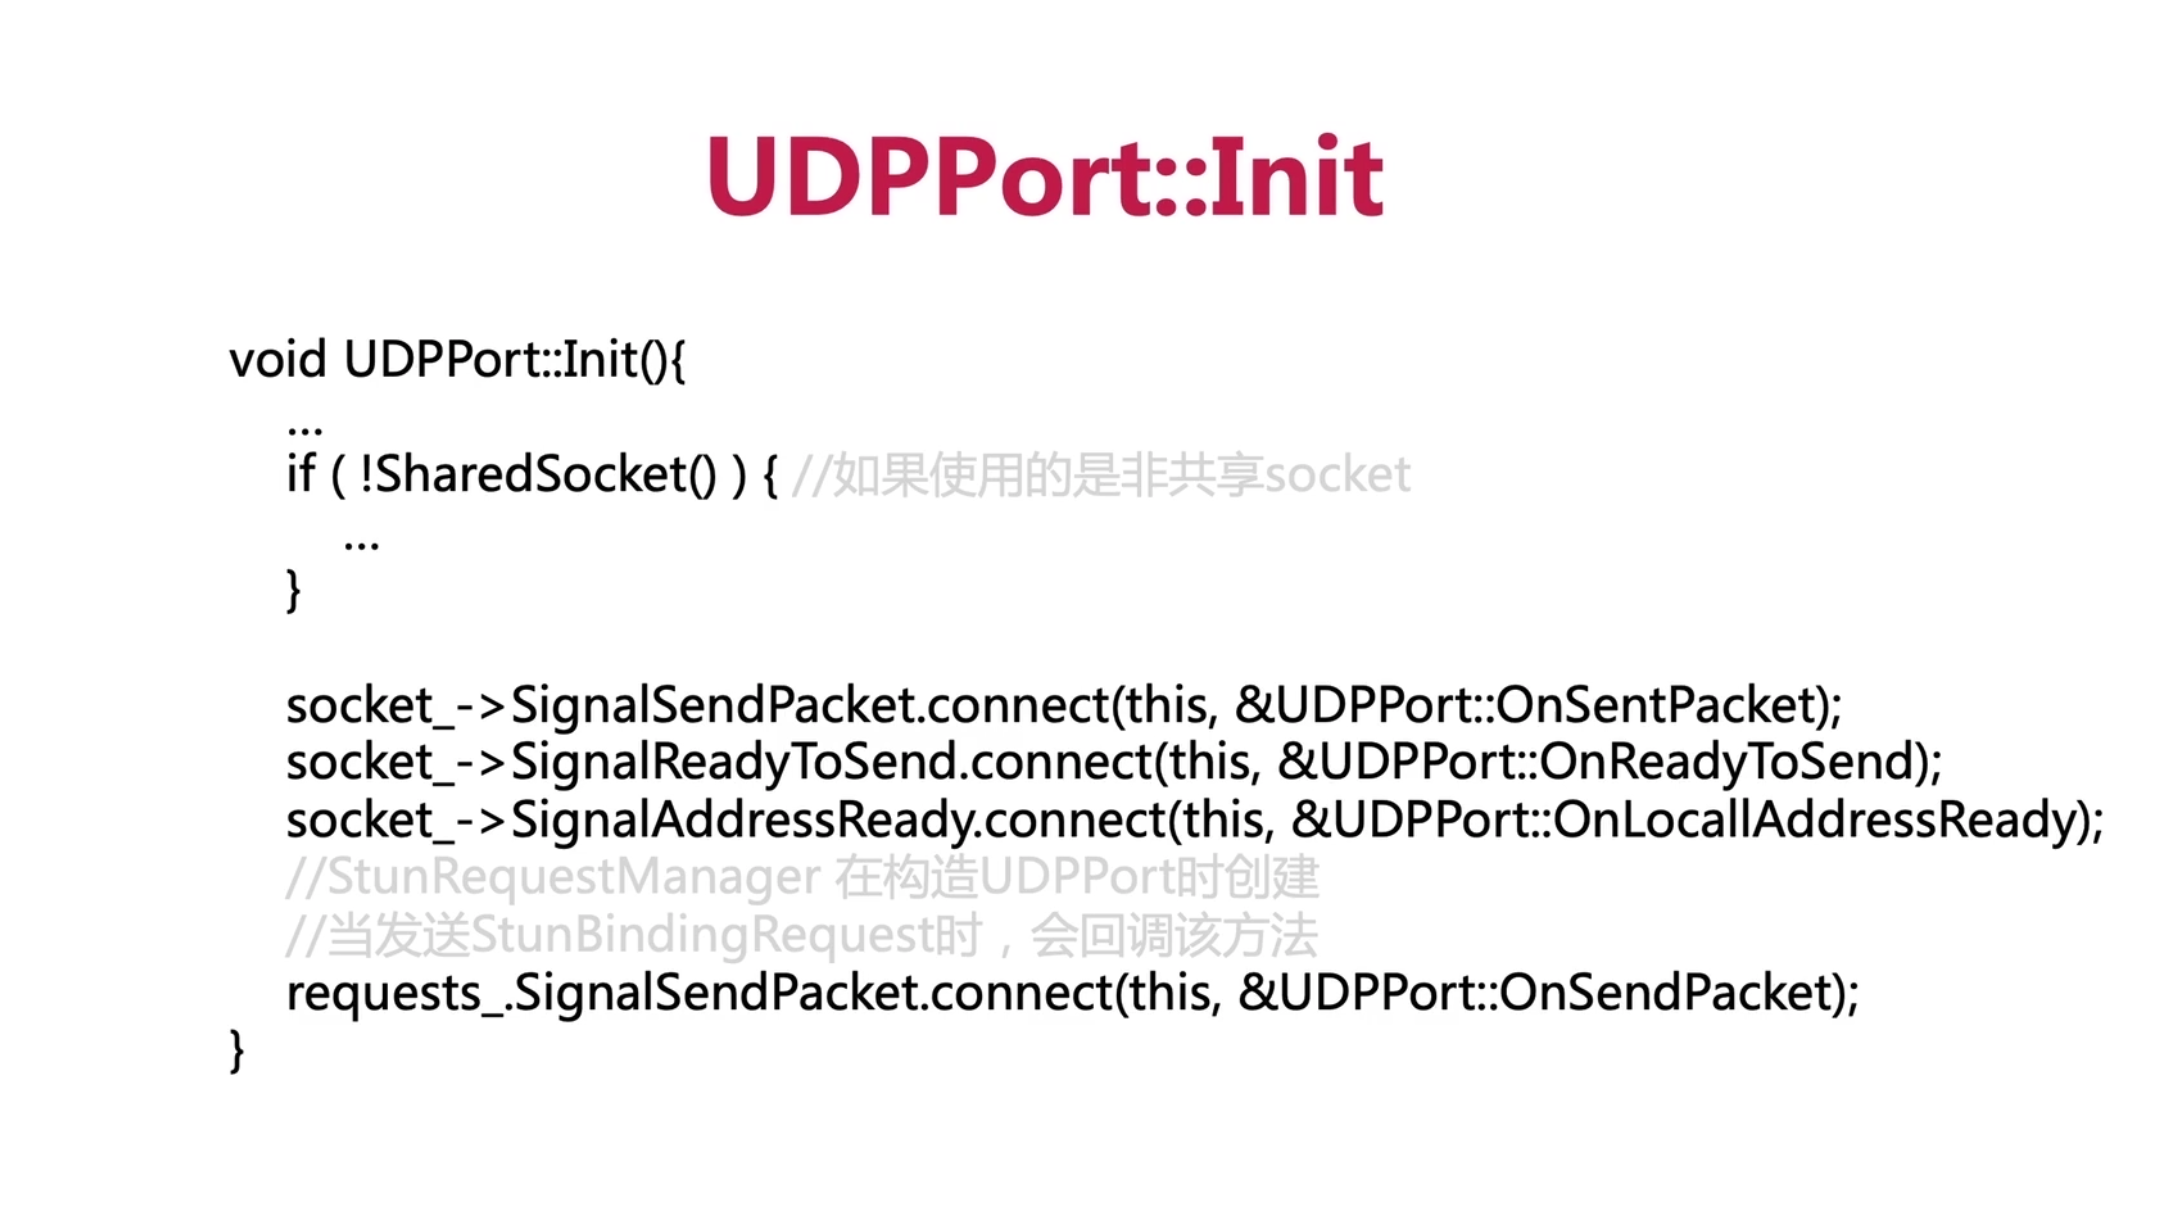 UDPPort::Init
void UDPPort::Init(){
...
if ( !SharedSocket() ) { //如果使用的是非共享socket
...
}
socket_->SignalSendPacket.connect(this, &UDPPort::OnSentPacket);
socket_->SignalReadyToSend.connect(this, &UDPPort::OnReadyToSend);
socket_->SignalAddressReady.connect(this, &UDPPort::OnLocallAddressReady);
//StunRequestManager 在构造UDPPort时创建
//当发送StunBindingRequest时，会回调该方法
requests_.SignalSendPacket.connect(this, &UDPPort::OnSendPacket);
}